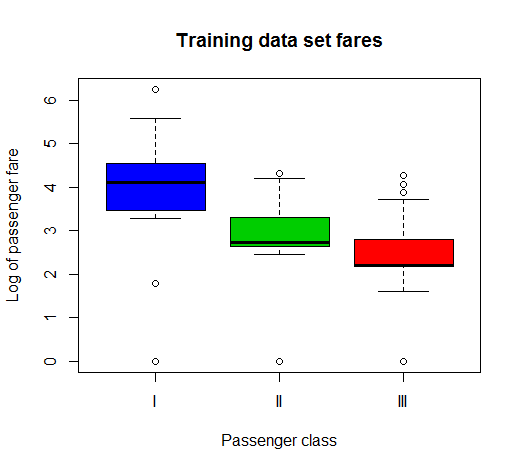 Training data set fares
Log of passenger fare
6
5
4
3
2
1
0
I
II
III
Passenger class